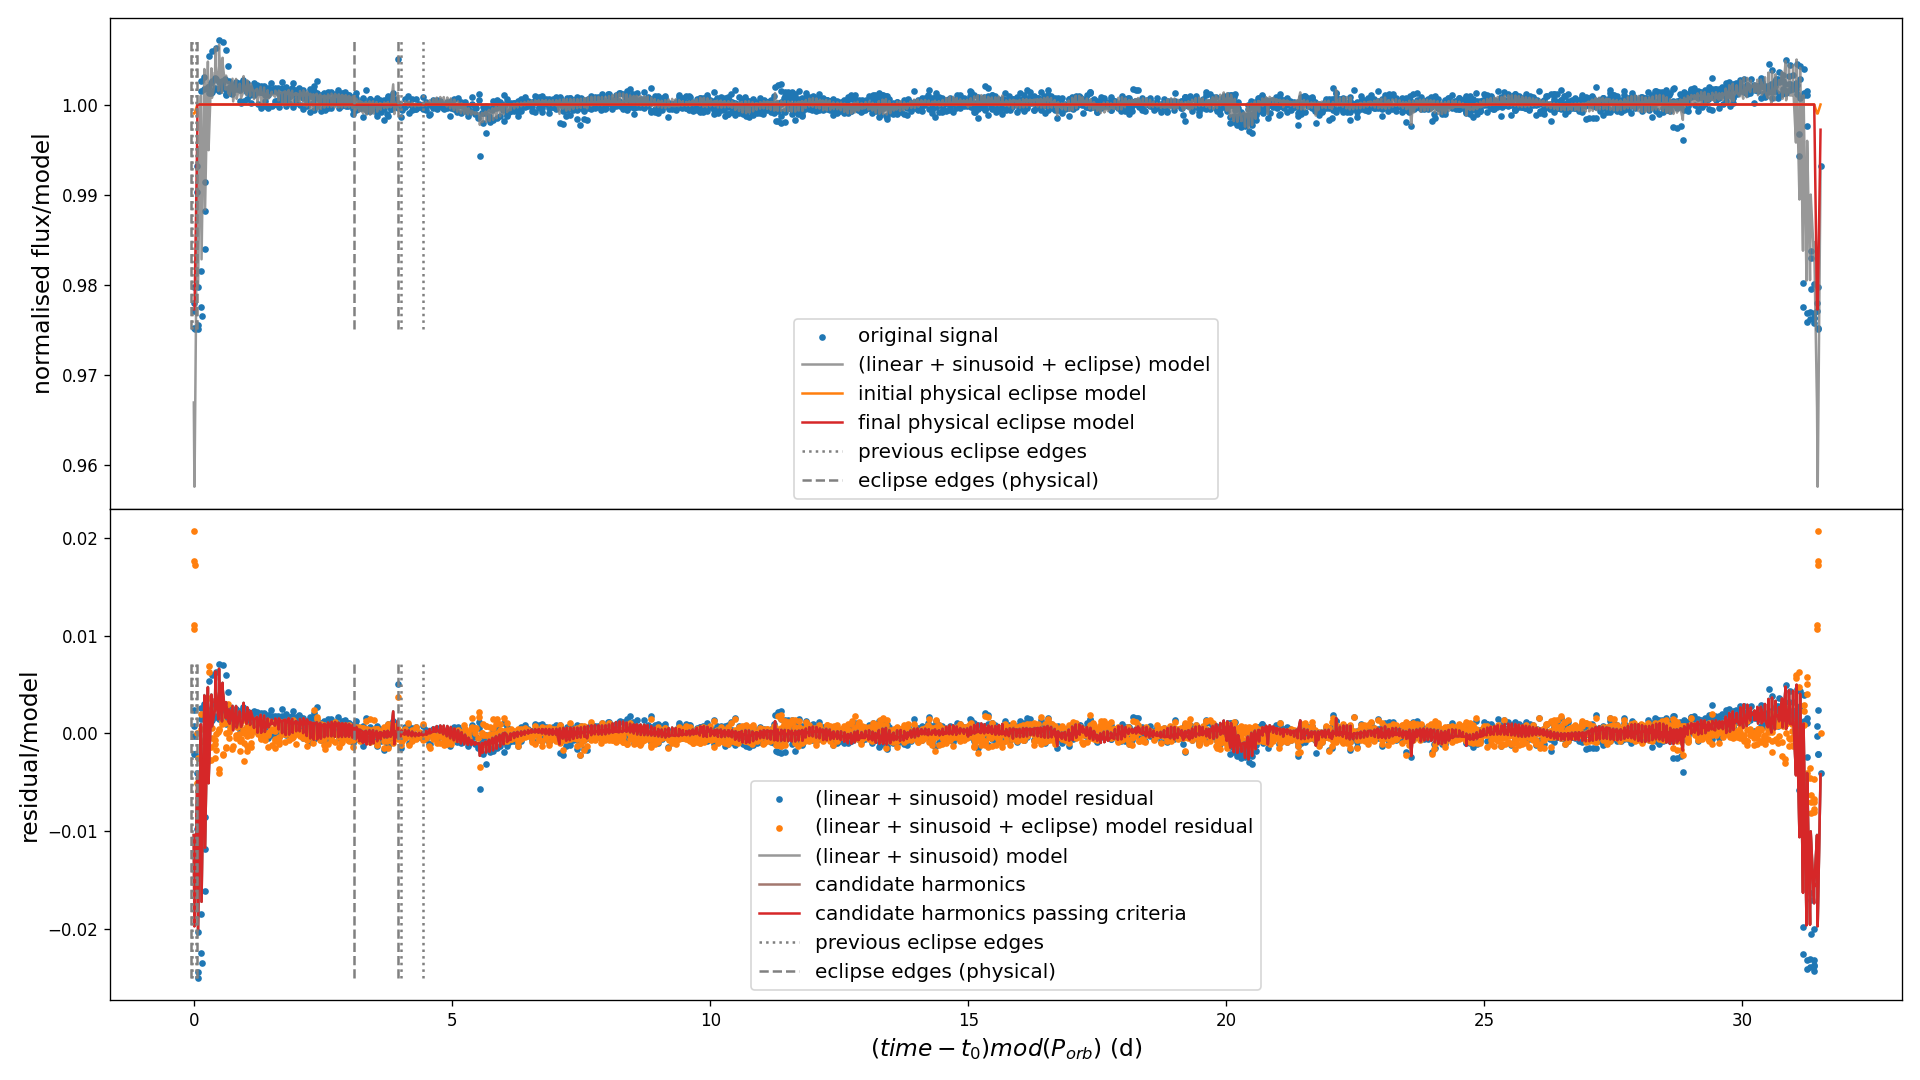 normalised flux/model
1.00
0.99
0.98
0.97
0.96
original signal
(linear + sinusoid + eclipse) model
initial physical eclipse model
final physical eclipse model
previous eclipse edges
eclipse edges (physical)
residual/model
0.02
0.01
0.00
−0.01
−0.02
(linear + sinusoid) model residual
(linear + sinusoid + eclipse) model residual
(linear + sinusoid) model
candidate harmonics
candidate harmonics passing criteria
previous eclipse edges
eclipse edges (physical)
0 5 10 15 20 25 30
(time − t₀)mod(Pₒᵣb) (d)